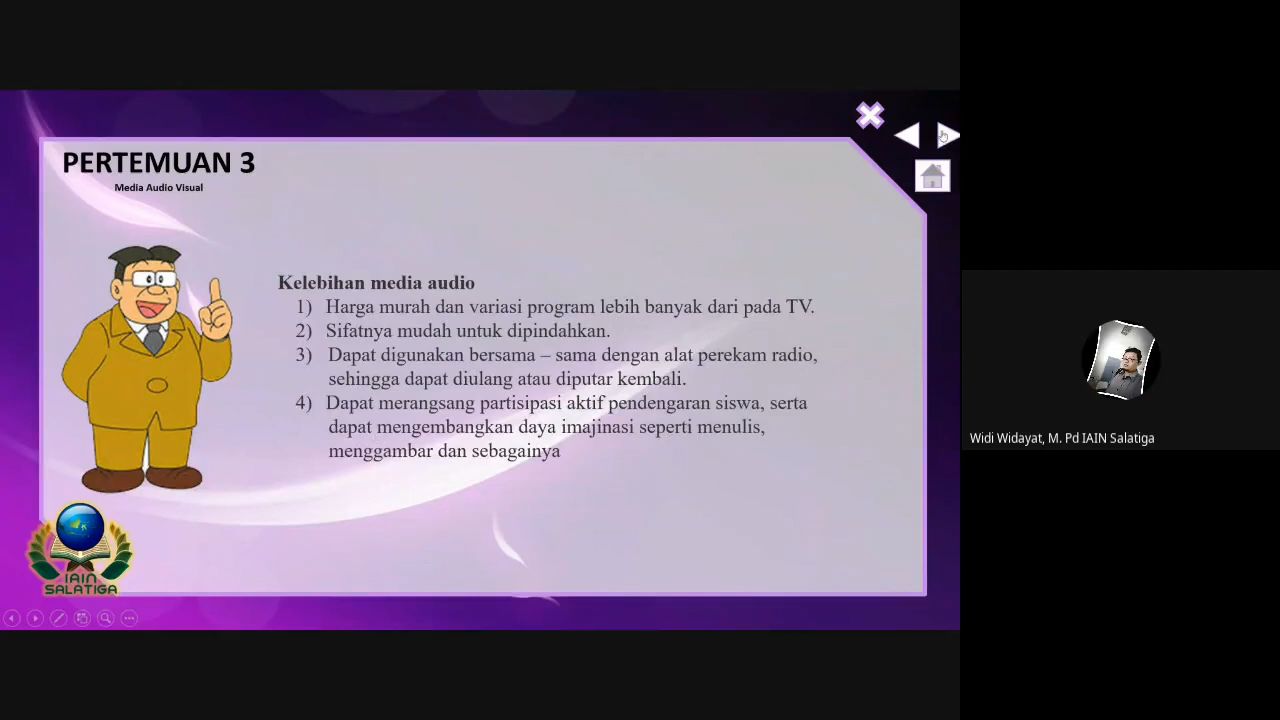 PERTEMUAN 3
Media Audio Visual
Kelebihan media audio
1) Harga murah dan variasi program lebih banyak dari pada TV.
2) Sifatnya mudah untuk dipindahkan.
3) Dapat digunakan bersama – sama dengan alat perekam radio,
sehingga dapat diulang atau diputar kembali.
4) Dapat merangsang partisipasi aktif pendengaran siswa, serta
dapat mengembangkan daya imajinasi seperti menulis,
menggambar dan sebagainya
IAIN
SALATIGA
Widi Widayat, M. Pd IAIN Salatiga